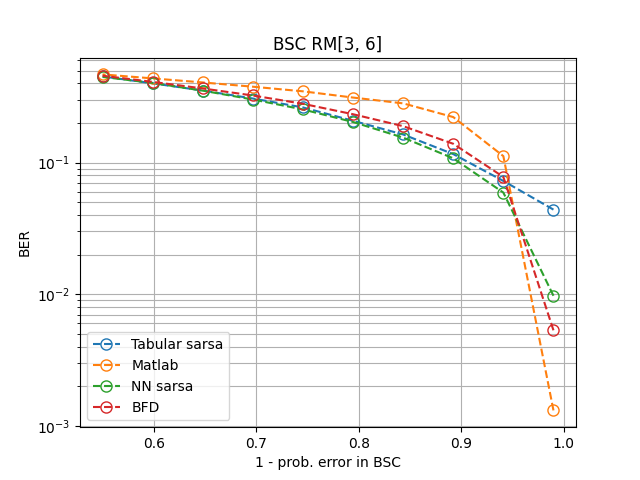 BSC RM[3, 6]
BER
10⁻¹
10⁻²
10⁻³
Tabular sarsa
Matlab
NN sarsa
BFD
0.6 0.7 0.8 0.9 1.0
1 - prob. error in BSC